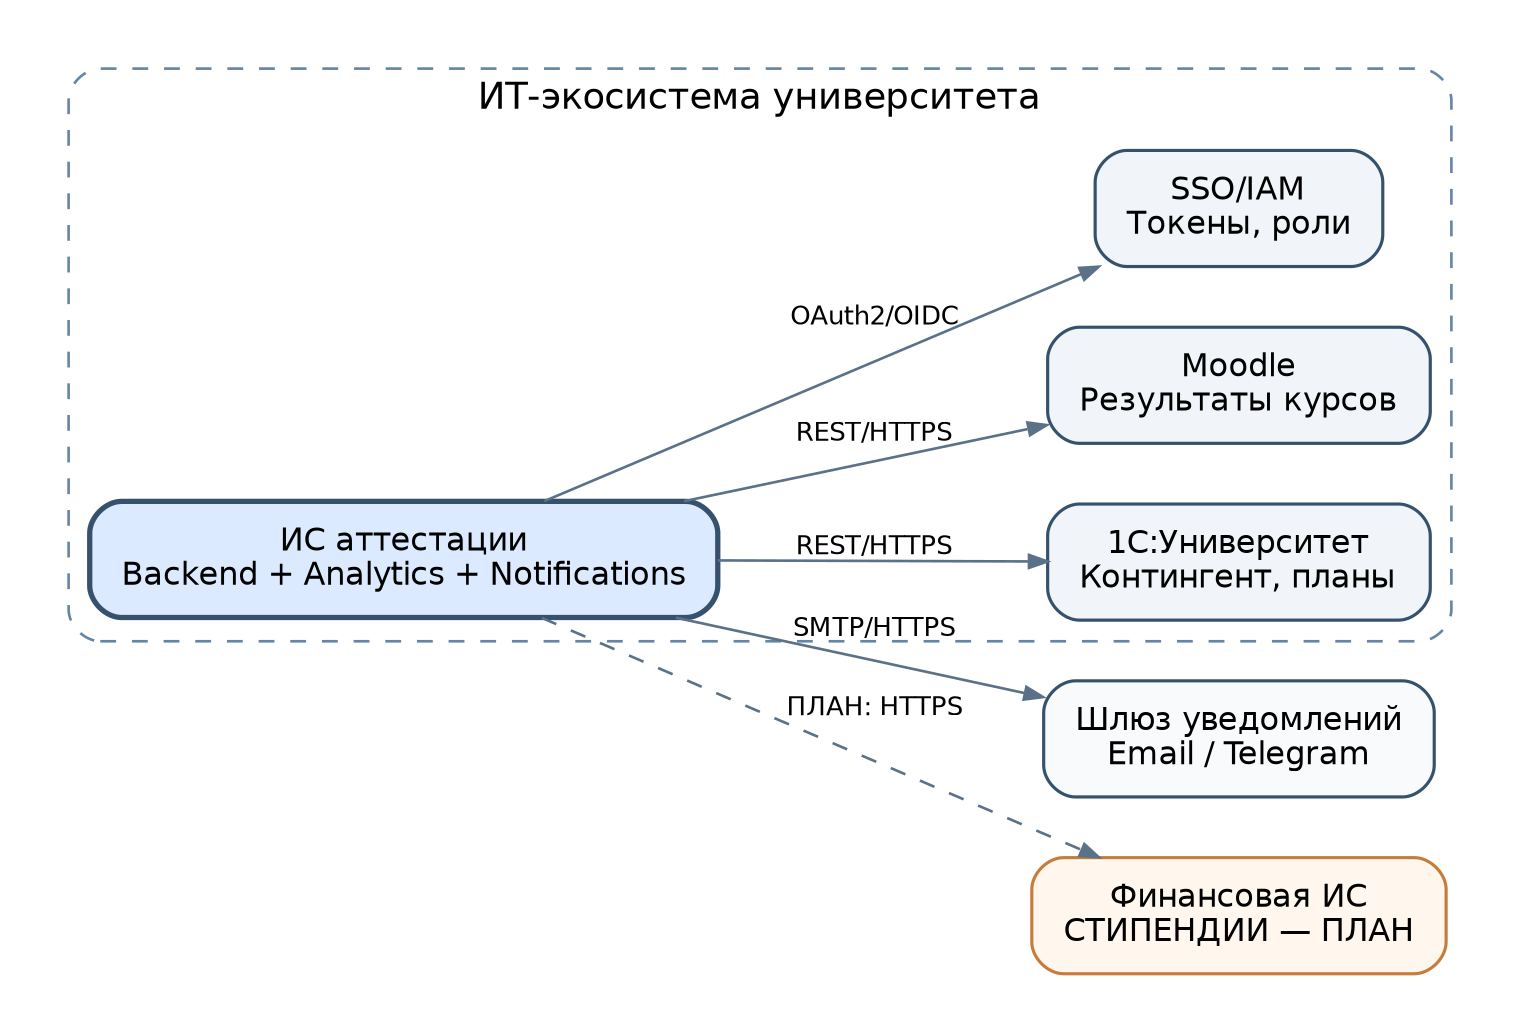 ИТ-экосистема университета
SSO/IAM
Токены, роли
OAuth2/OIDC
Moodle
Результаты курсов
REST/HTTPS
ИС аттестации
Backend + Analytics + Notifications
REST/HTTPS
1С:Университет
Контингент, планы
SMTP/HTTPS
Шлюз уведомлений
Email / Telegram
ПЛАН: HTTPS
Финансовая ИС
СТИПЕНДИИ — ПЛАН